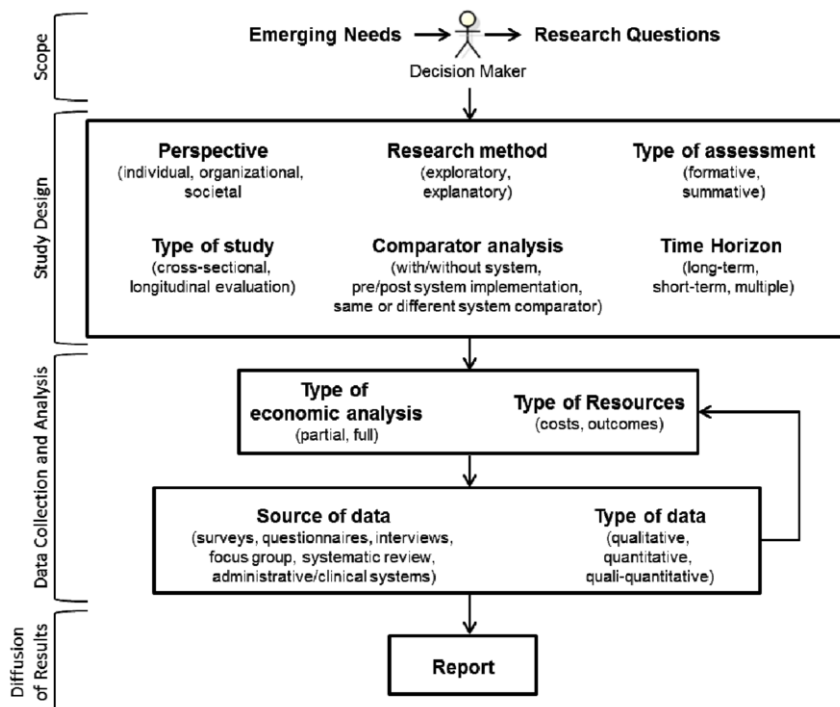 Scope
Emerging Needs
Research Questions
Decision Maker
Study Design
Perspective
(individual, organizational,
societal
Research method
(exploratory,
explanatory)
Type of assessment
(formative,
summative)
Type of study
(cross-sectional,
longitudinal evaluation)
Comparator analysis
(with/without system,
pre/post system implementation,
same or different system comparator)
Time Horizon
(long-term,
short-term, multiple)
Data Collection and Analysis
Type of
economic analysis
(partial, full)
Type of Resources
(costs, outcomes)
Source of data
(surveys, questionnaires, interviews,
focus group, systematic review,
administrative/clinical systems)
Type of data
(qualitative,
quantitative,
quali-quantitative)
Diffusion
of Results
Report